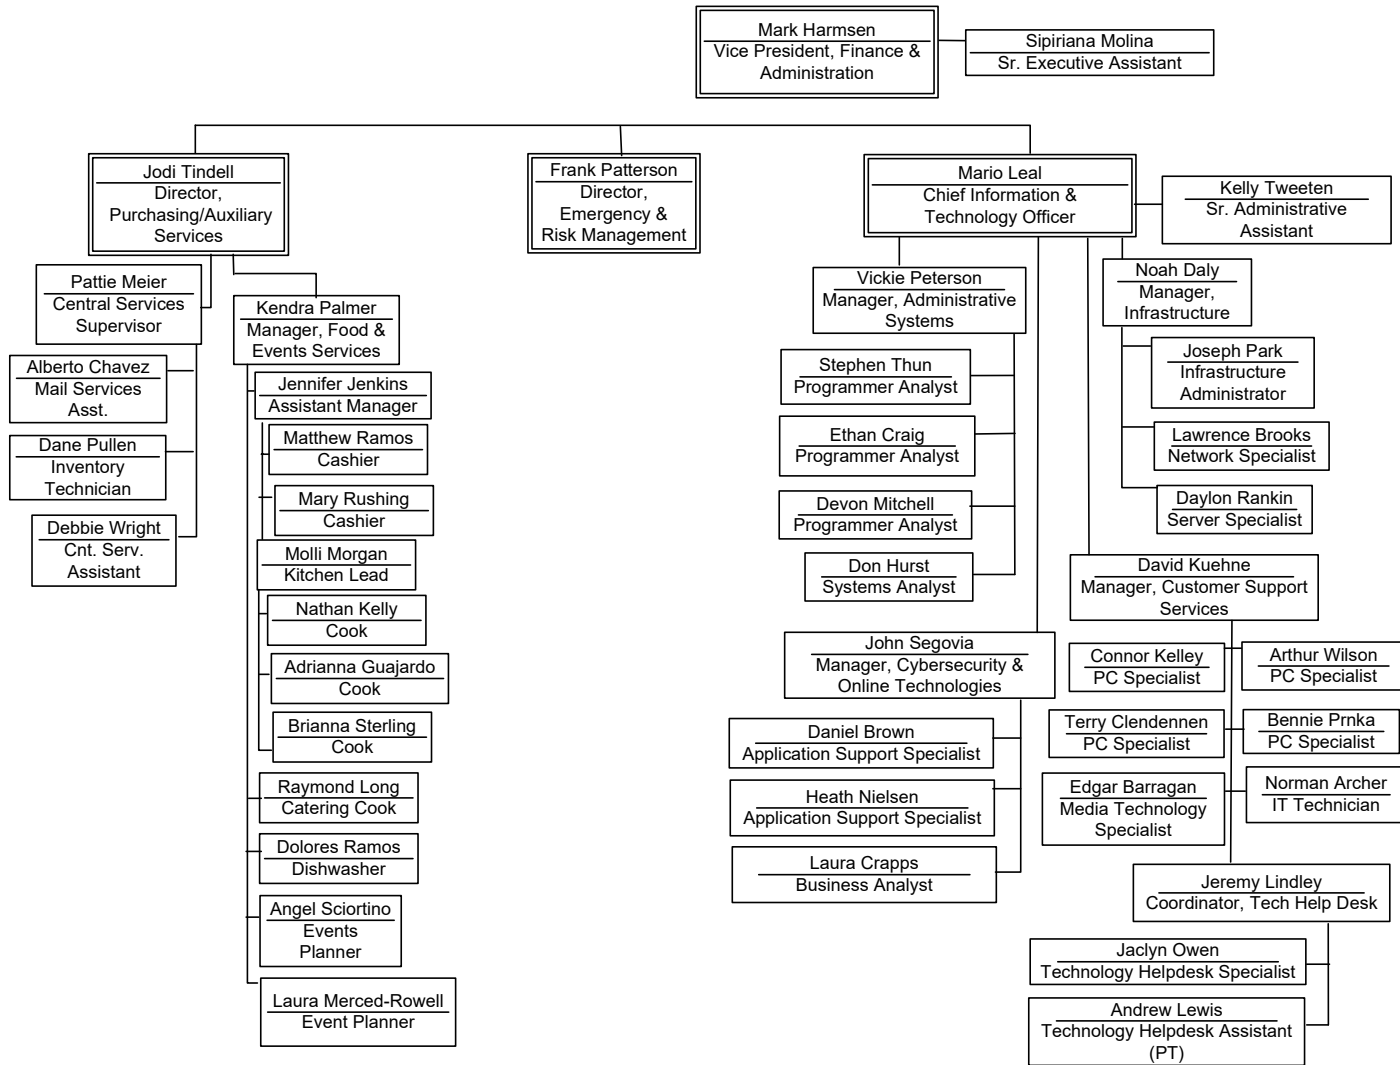 Mark Harmsen
Vice President, Finance &
Administration
Sipiriana Molina
Sr. Executive Assistant
Jodi Tindell
Director,
Purchasing/Auxiliary
Services
Frank Patterson
Director,
Emergency &
Risk Management
Mario Leal
Chief Information &
Technology Officer
Kelly Tweeten
Sr. Administrative
Assistant
Pattie Meier
Central Services
Supervisor
Alberto Chavez
Mail Services
Asst.
Dane Pullen
Inventory
Technician
Debbie Wright
Cnt. Serv.
Assistant
Kendra Palmer
Manager, Food &
Events Services
Jennifer Jenkins
Assistant Manager
Matthew Ramos
Cashier
Mary Rushing
Cashier
Molli Morgan
Kitchen Lead
Nathan Kelly
Cook
Adrianna Guajardo
Cook
Brianna Sterling
Cook
Raymond Long
Catering Cook
Dolores Ramos
Dishwasher
Angel Sciortino
Events
Planner
Laura Merced-Rowell
Event Planner
Vickie Peterson
Manager, Administrative
Systems
Stephen Thun
Programmer Analyst
Ethan Craig
Programmer Analyst
Devon Mitchell
Programmer Analyst
Don Hurst
Systems Analyst
John Segovia
Manager, Cybersecurity &
Online Technologies
Daniel Brown
Application Support Specialist
Heath Nielsen
Application Support Specialist
Laura Crapps
Business Analyst
Noah Daly
Manager,
Infrastructure
Joseph Park
Infrastructure
Administrator
Lawrence Brooks
Network Specialist
Daylon Rankin
Server Specialist
David Kuehne
Manager, Customer Support
Services
Connor Kelley
PC Specialist
Arthur Wilson
PC Specialist
Terry Clendennen
PC Specialist
Bennie Prnka
PC Specialist
Edgar Barragan
Media Technology
Specialist
Norman Archer
IT Technician
Jeremy Lindley
Coordinator, Tech Help Desk
Jaclyn Owen
Technology Helpdesk Specialist
Andrew Lewis
Technology Helpdesk Assistant
(PT)